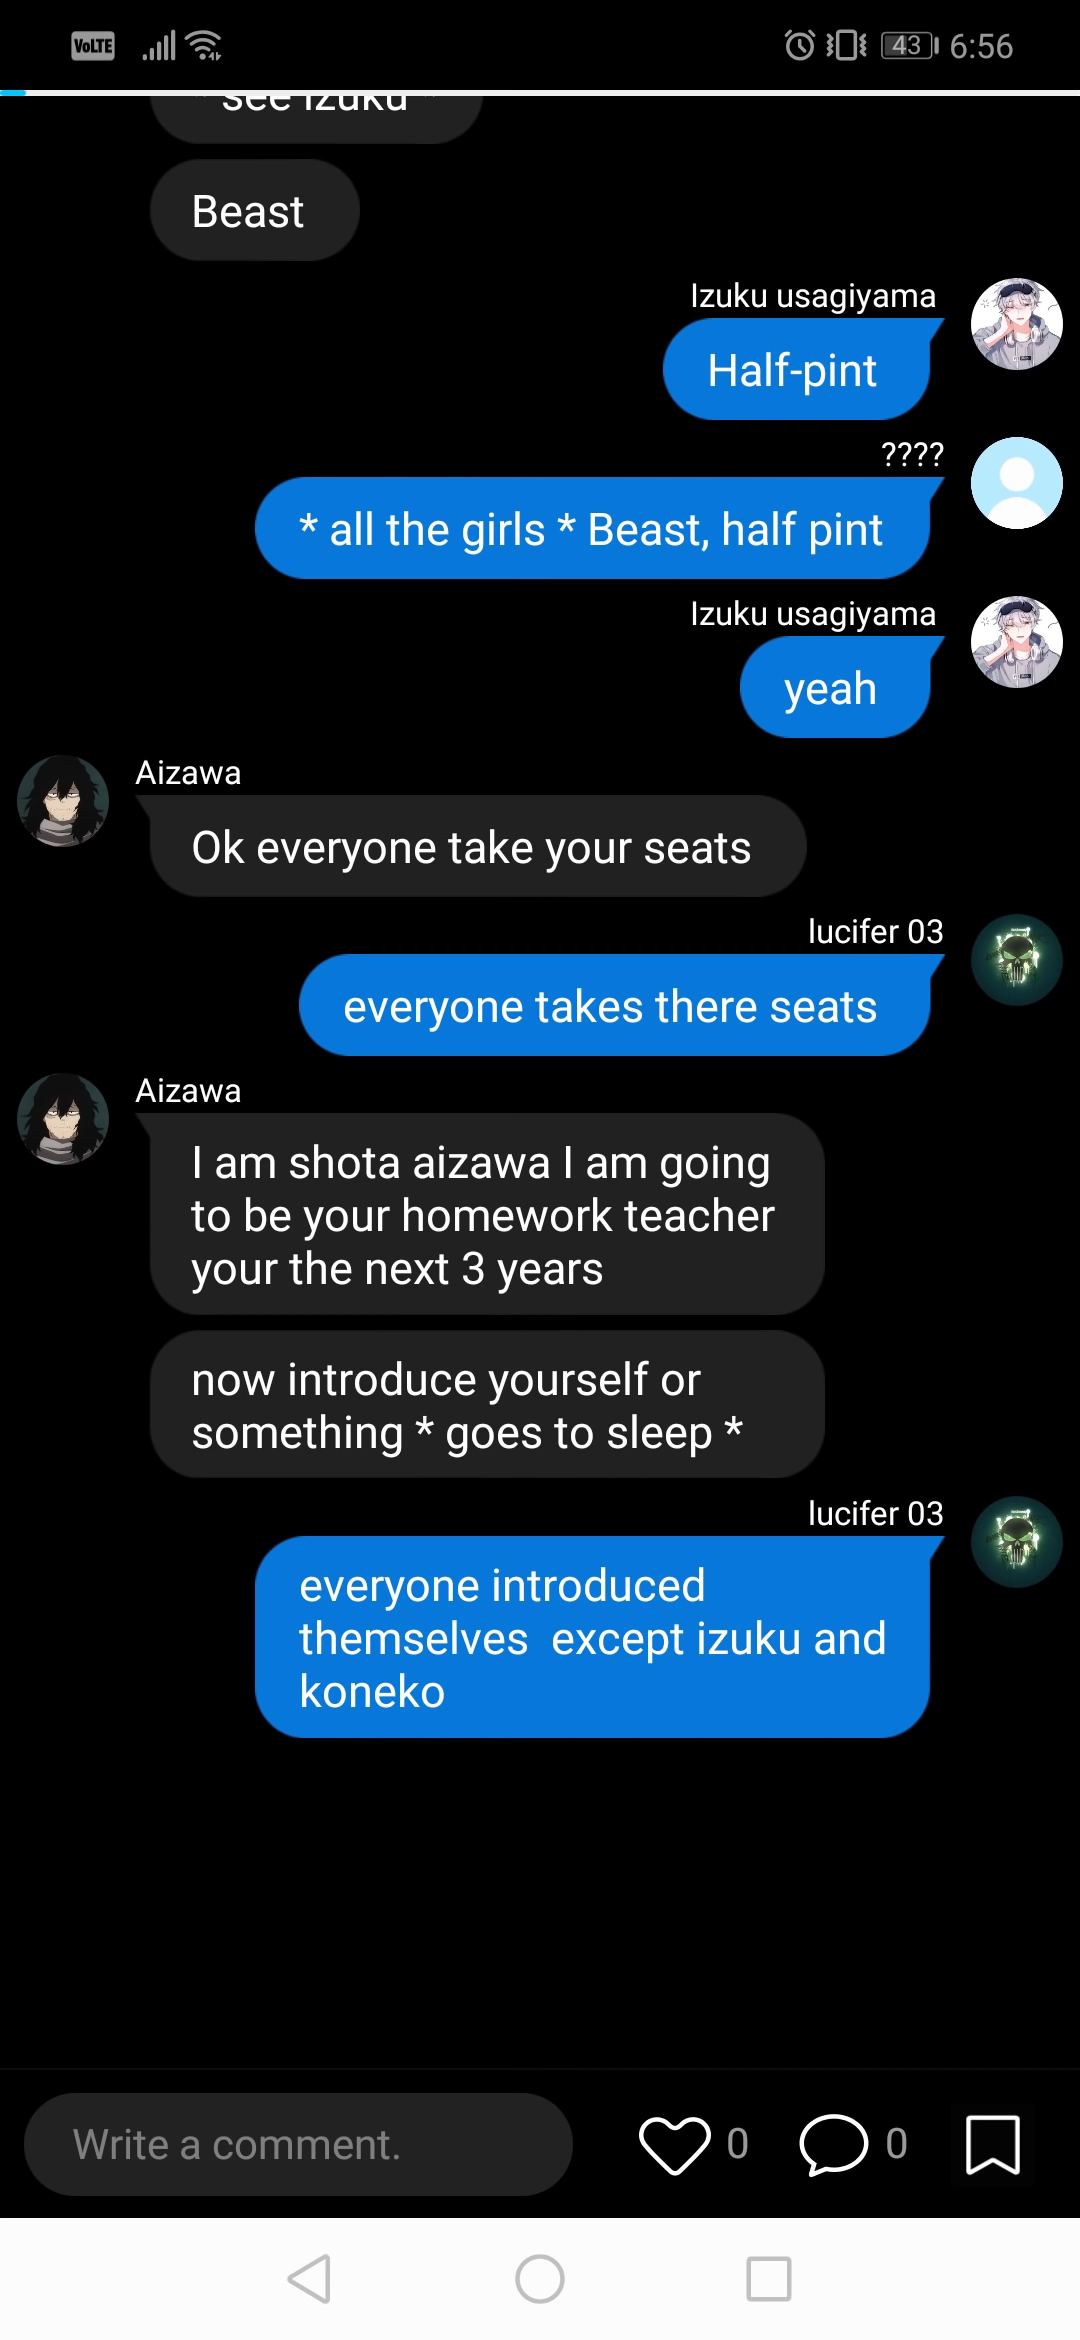 VoLTE 43 6:56
* see Izuku *
Beast
Izuku usagiyama
Half-pint
????
* all the girls * Beast, half pint
Izuku usagiyama
yeah
Aizawa
Ok everyone take your seats
lucifer 03
everyone takes there seats
Aizawa
I am shota aizawa I am going
to be your homework teacher
your the next 3 years
now introduce yourself or
something * goes to sleep *
lucifer 03
everyone introduced
themselves  except izuku and
koneko
Write a comment.
0 0